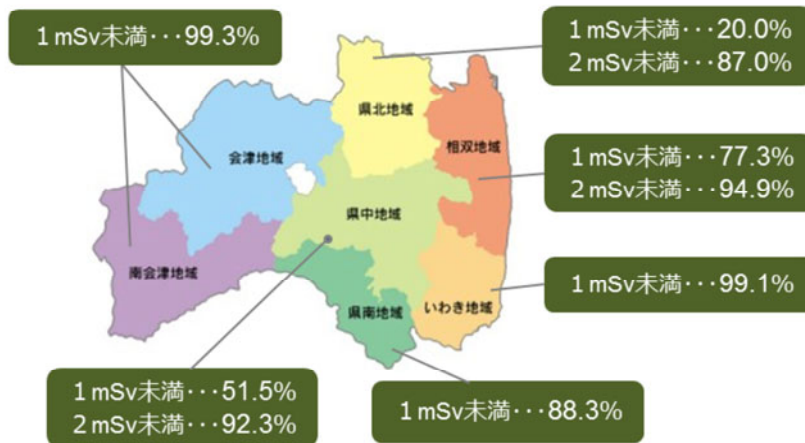 1 mSv未満･･･99.3%
1 mSv未満･･･20.0%
2 mSv未満･･･87.0%
県北地域
会津地域
相双地域
1 mSv未満･･･77.3%
2 mSv未満･･･94.9%
県中地域
南会津地域
いわき地域
1 mSv未満･･･99.1%
県南地域
1 mSv未満･･･51.5%
2 mSv未満･･･92.3%
1 mSv未満･･･88.3%